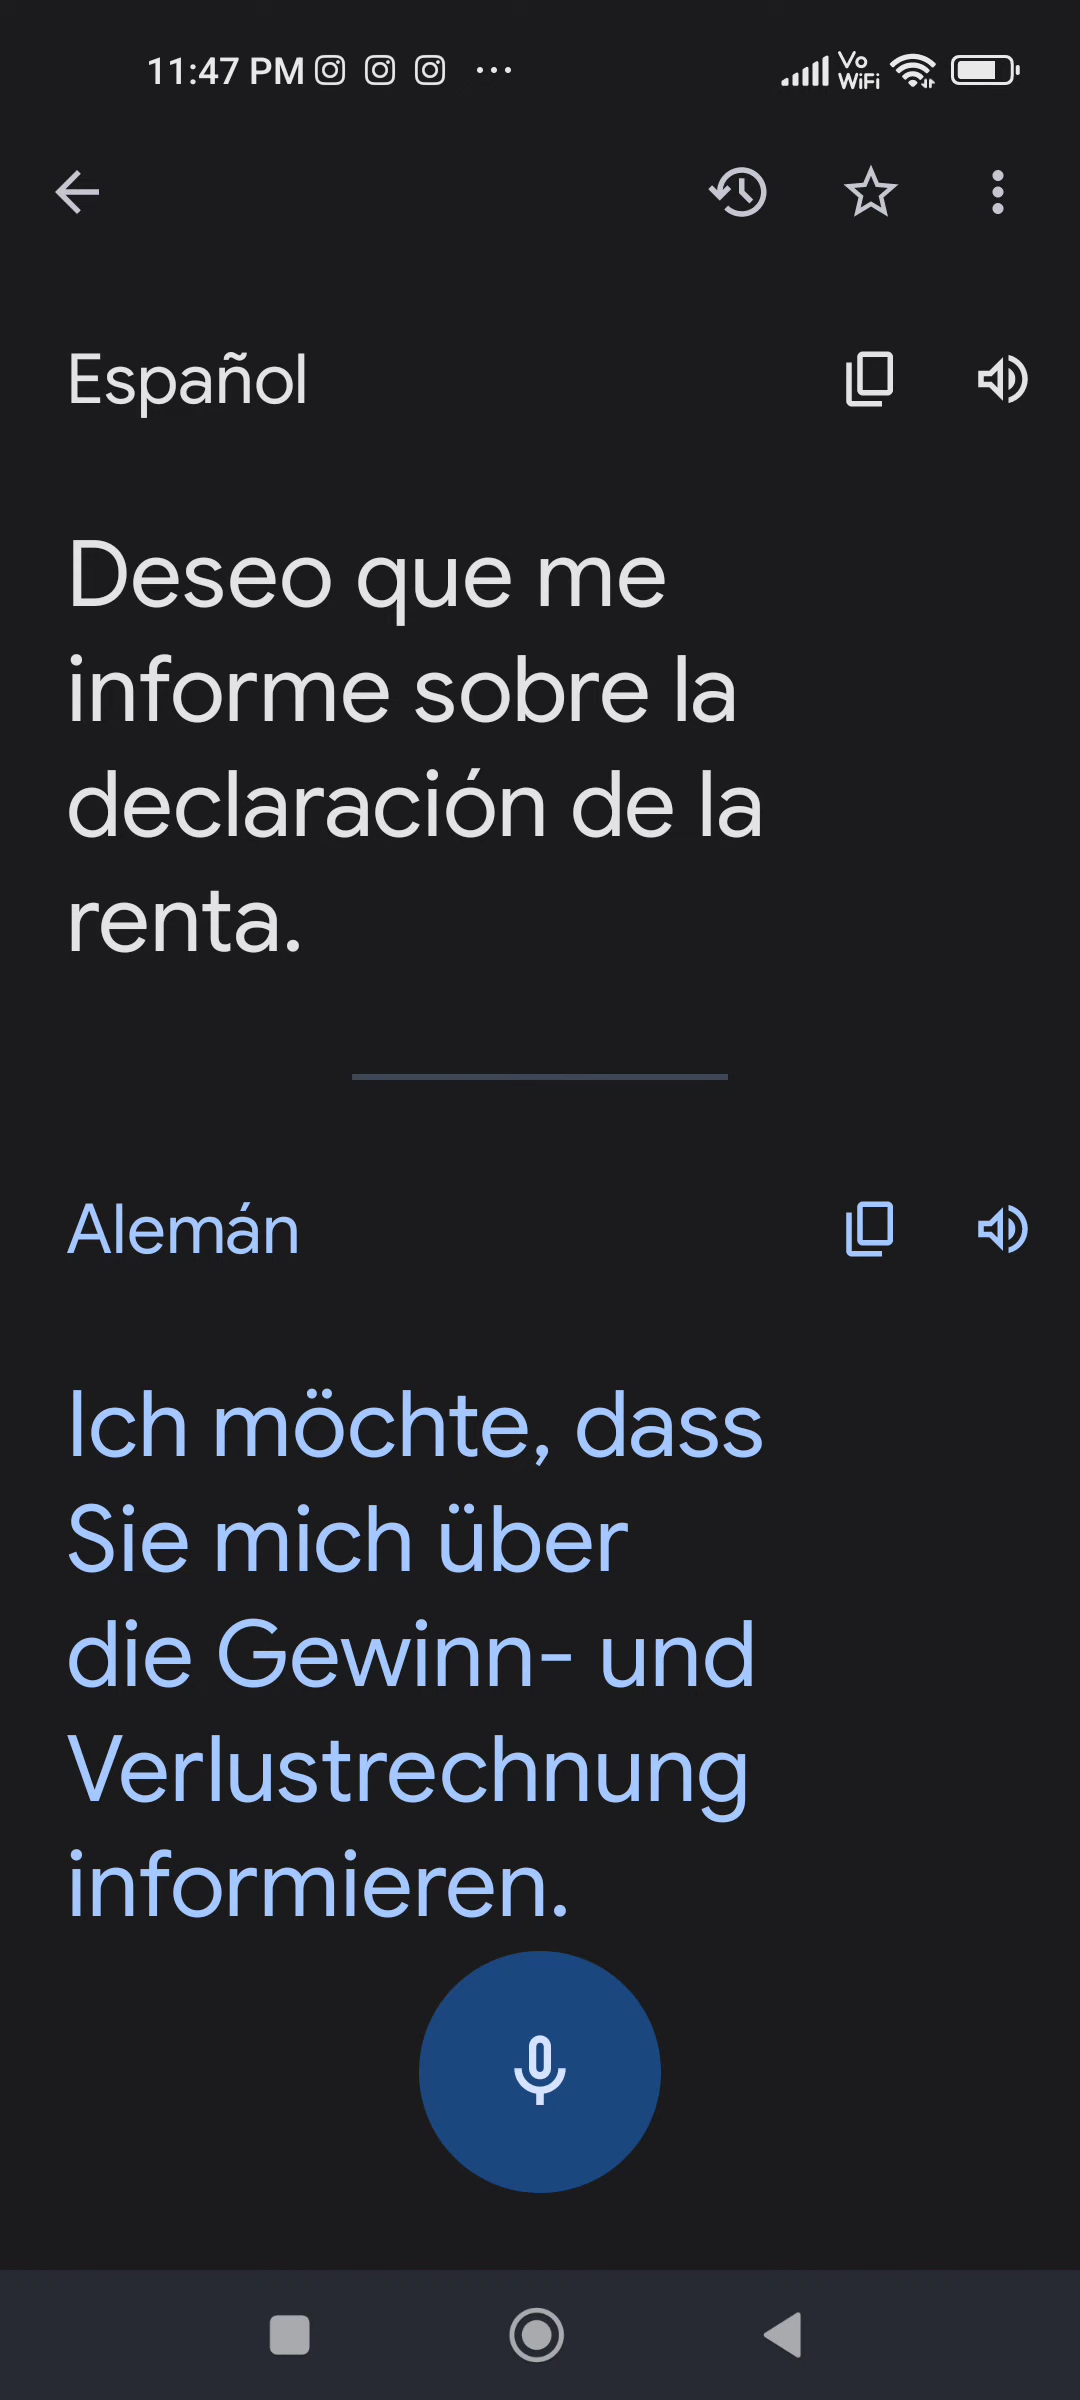 11:47 PM
Vo
WiFi
Español
Deseo que me
informe sobre la
declaración de la
renta.
Alemán
Ich möchte, dass
Sie mich über
die Gewinn- und
Verlustrechnung
informieren.